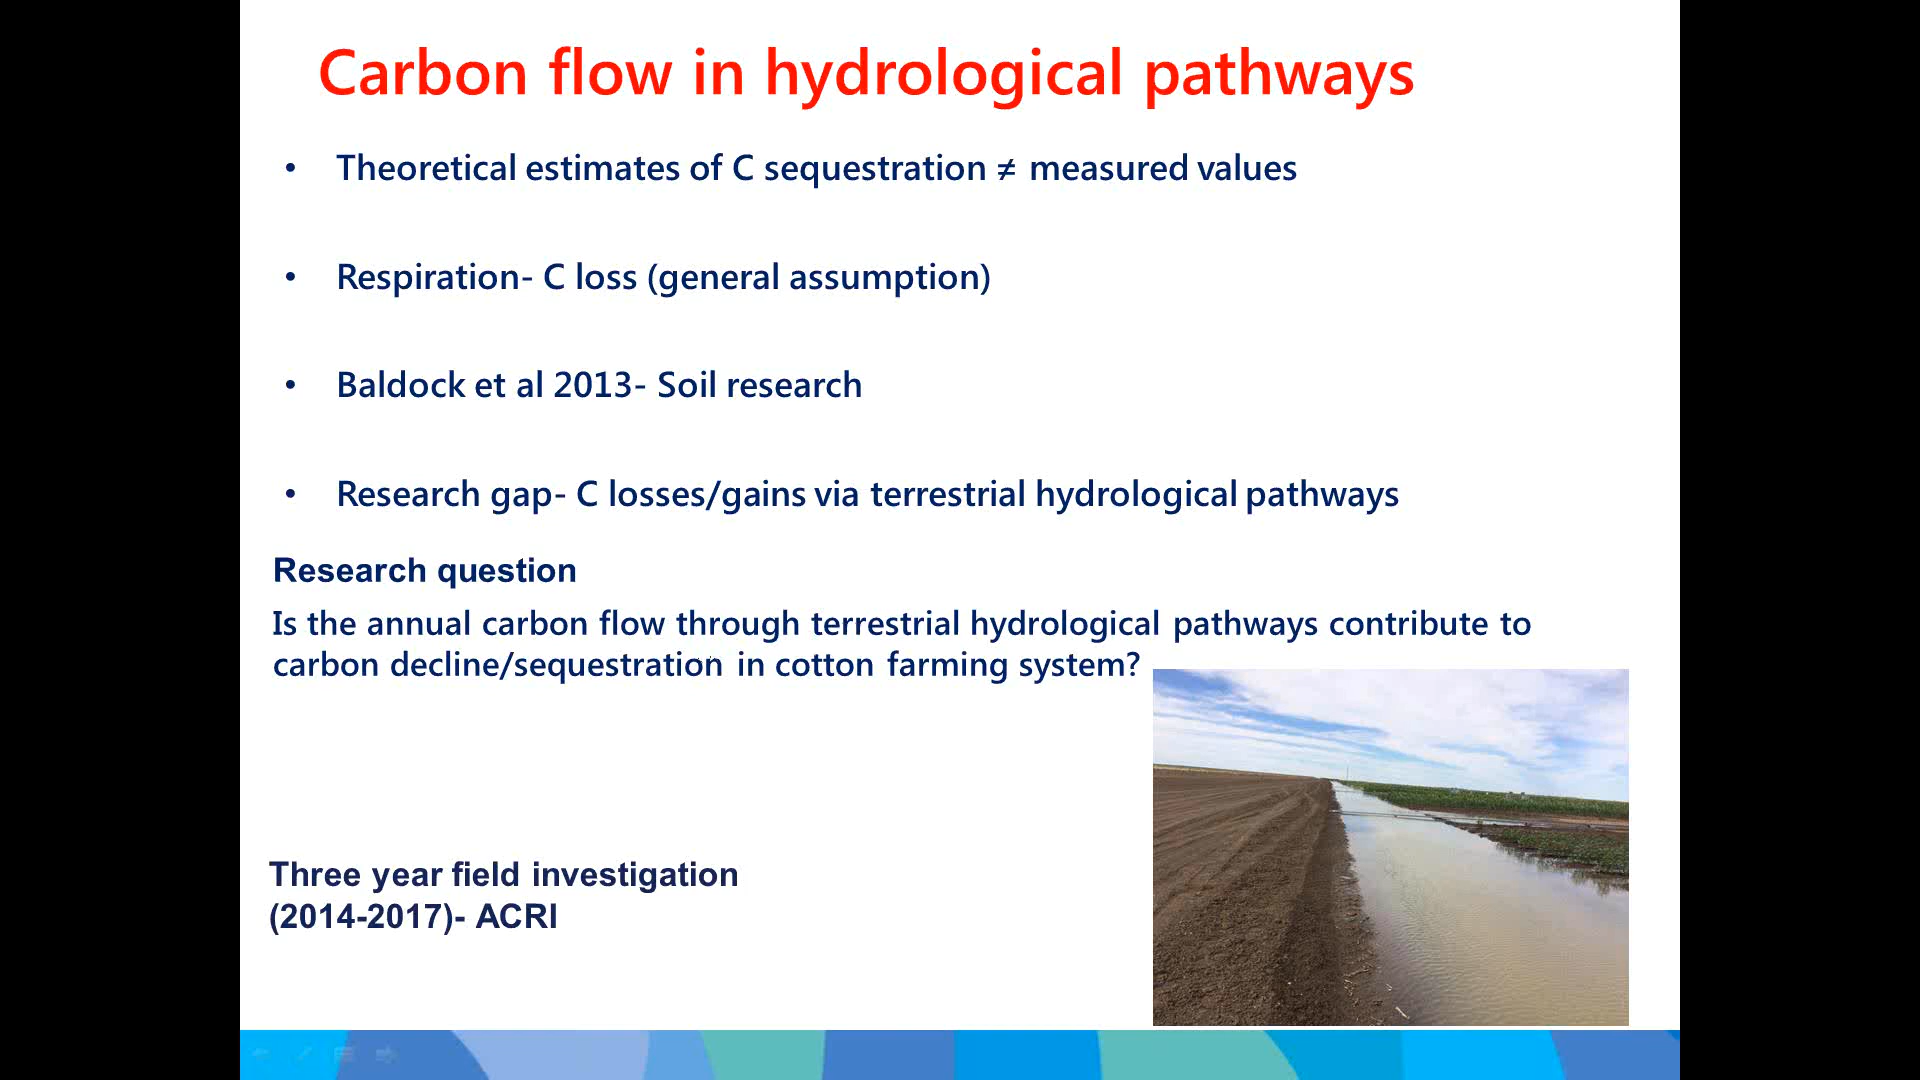 Carbon flow in hydrological pathways
• Theoretical estimates of C sequestration ≠ measured values
• Respiration- C loss (general assumption)
• Baldock et al 2013- Soil research
• Research gap- C losses/gains via terrestrial hydrological pathways
Research question
Is the annual carbon flow through terrestrial hydrological pathways contribute to
carbon decline/sequestration in cotton farming system?
Three year field investigation
(2014-2017)- ACRI